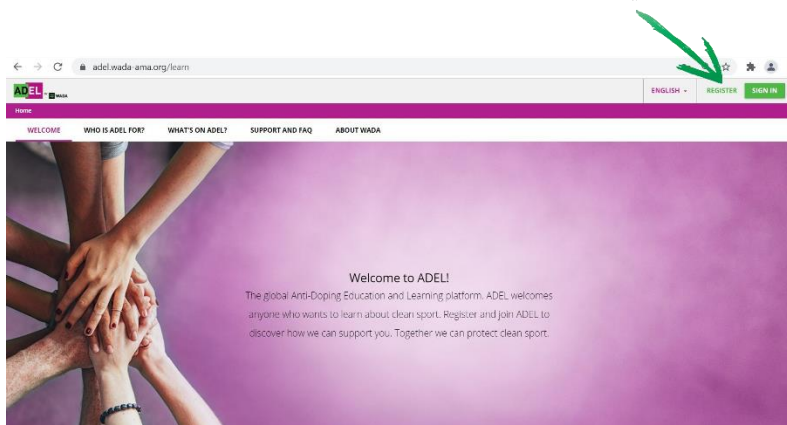 adel.wada-ama.org/learn
ADEL BY WADA
ENGLISH
REGISTER
SIGN IN
Home
WELCOME
WHO IS ADEL FOR?
WHAT'S ON ADEL?
SUPPORT AND FAQ
ABOUT WADA
Welcome to ADEL!
The global Anti-Doping Education and Learning platform. ADEL welcomes
anyone who wants to learn about clean sport. Register and join ADEL to
discover how we can support you. Together we can protect clean sport.